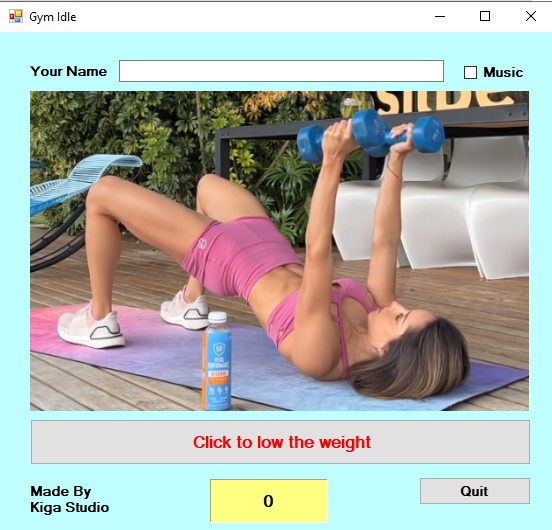 Gym Idle
Your Name
Music
Click to low the weight
Made By
Kiga Studio
0
Quit